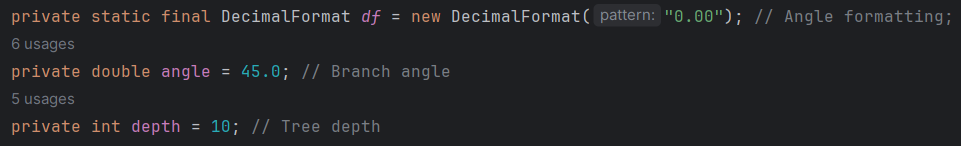 private static final DecimalFormat df = new DecimalFormat( pattern: "0.00"); // Angle formatting;
6 usages
private double angle = 45.0; // Branch angle
5 usages
private int depth = 10; // Tree depth